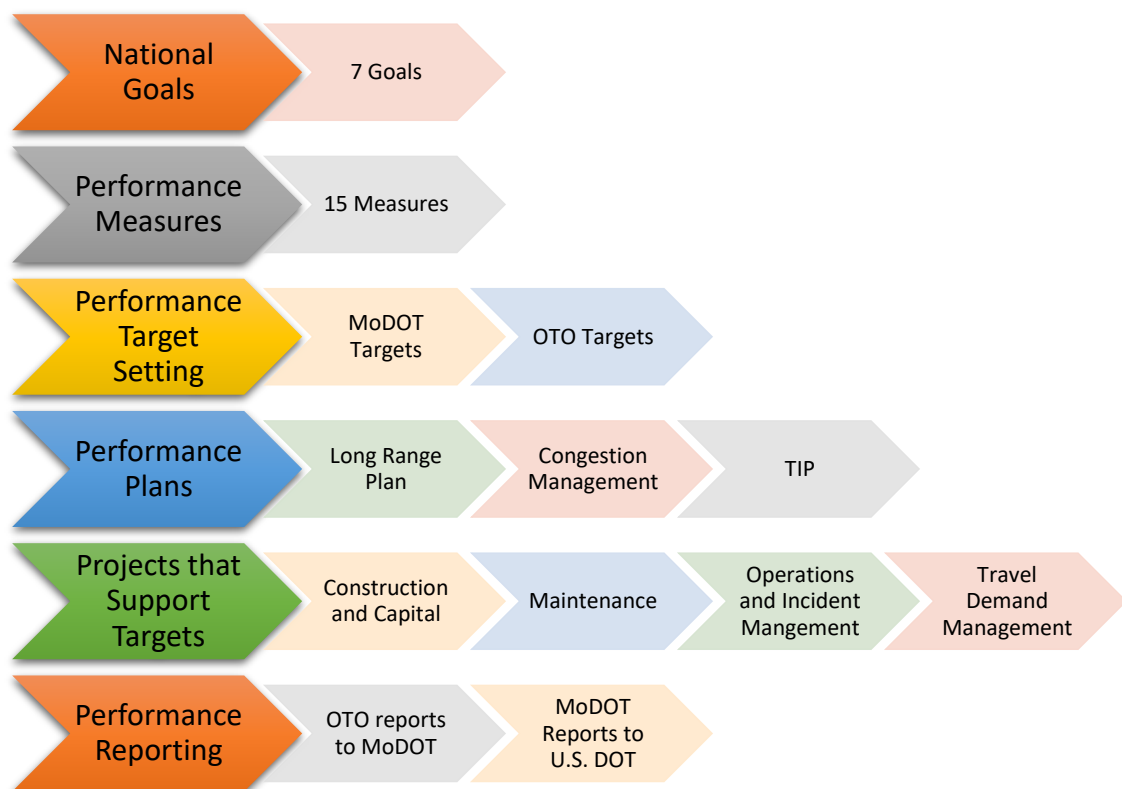 National
Goals
7 Goals
Performance
Measures
15 Measures
Performance
Target
Setting
MoDOT
Targets
OTO Targets
Performance
Plans
Long Range
Plan
Congestion
Management
TIP
Projects that
Support
Targets
Construction
and Capital
Maintenance
Operations
and Incident
Mangement
Travel
Demand
Management
Performance
Reporting
OTO reports
to MoDOT
MoDOT
Reports to
U.S. DOT